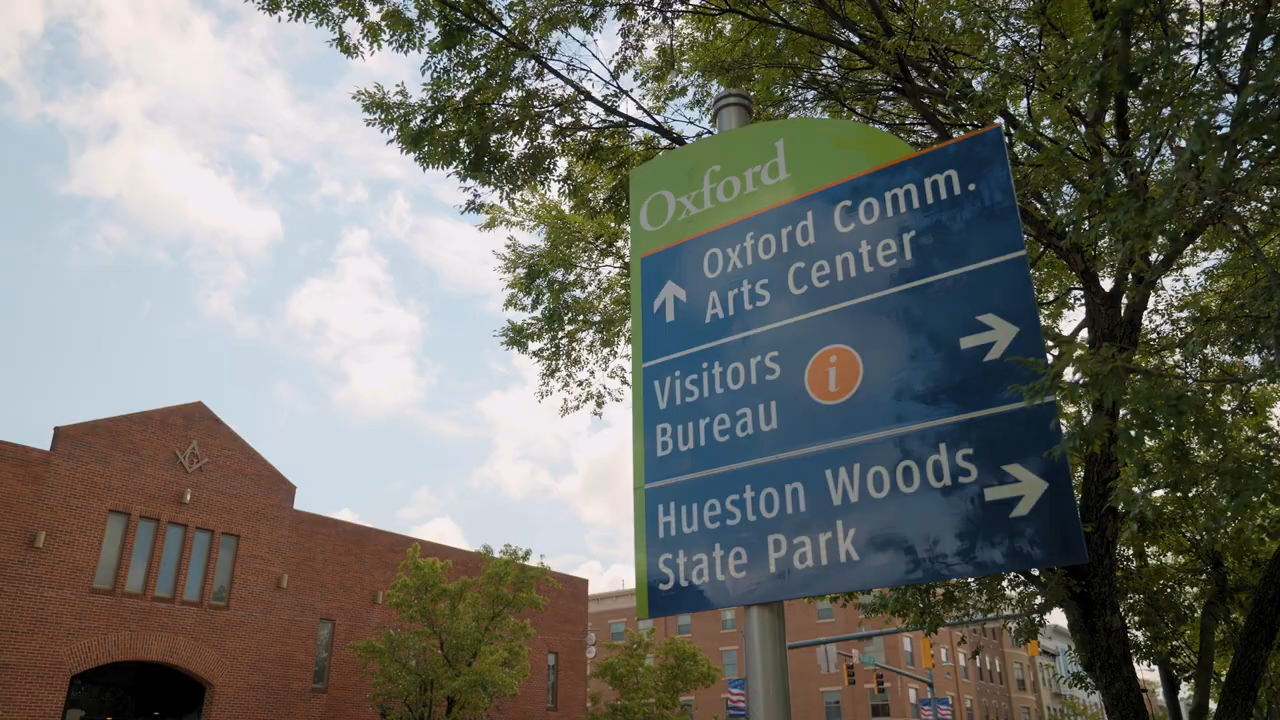 Oxford
Oxford Comm.
Arts Center
Visitors
Bureau
i
Hueston Woods
State Park